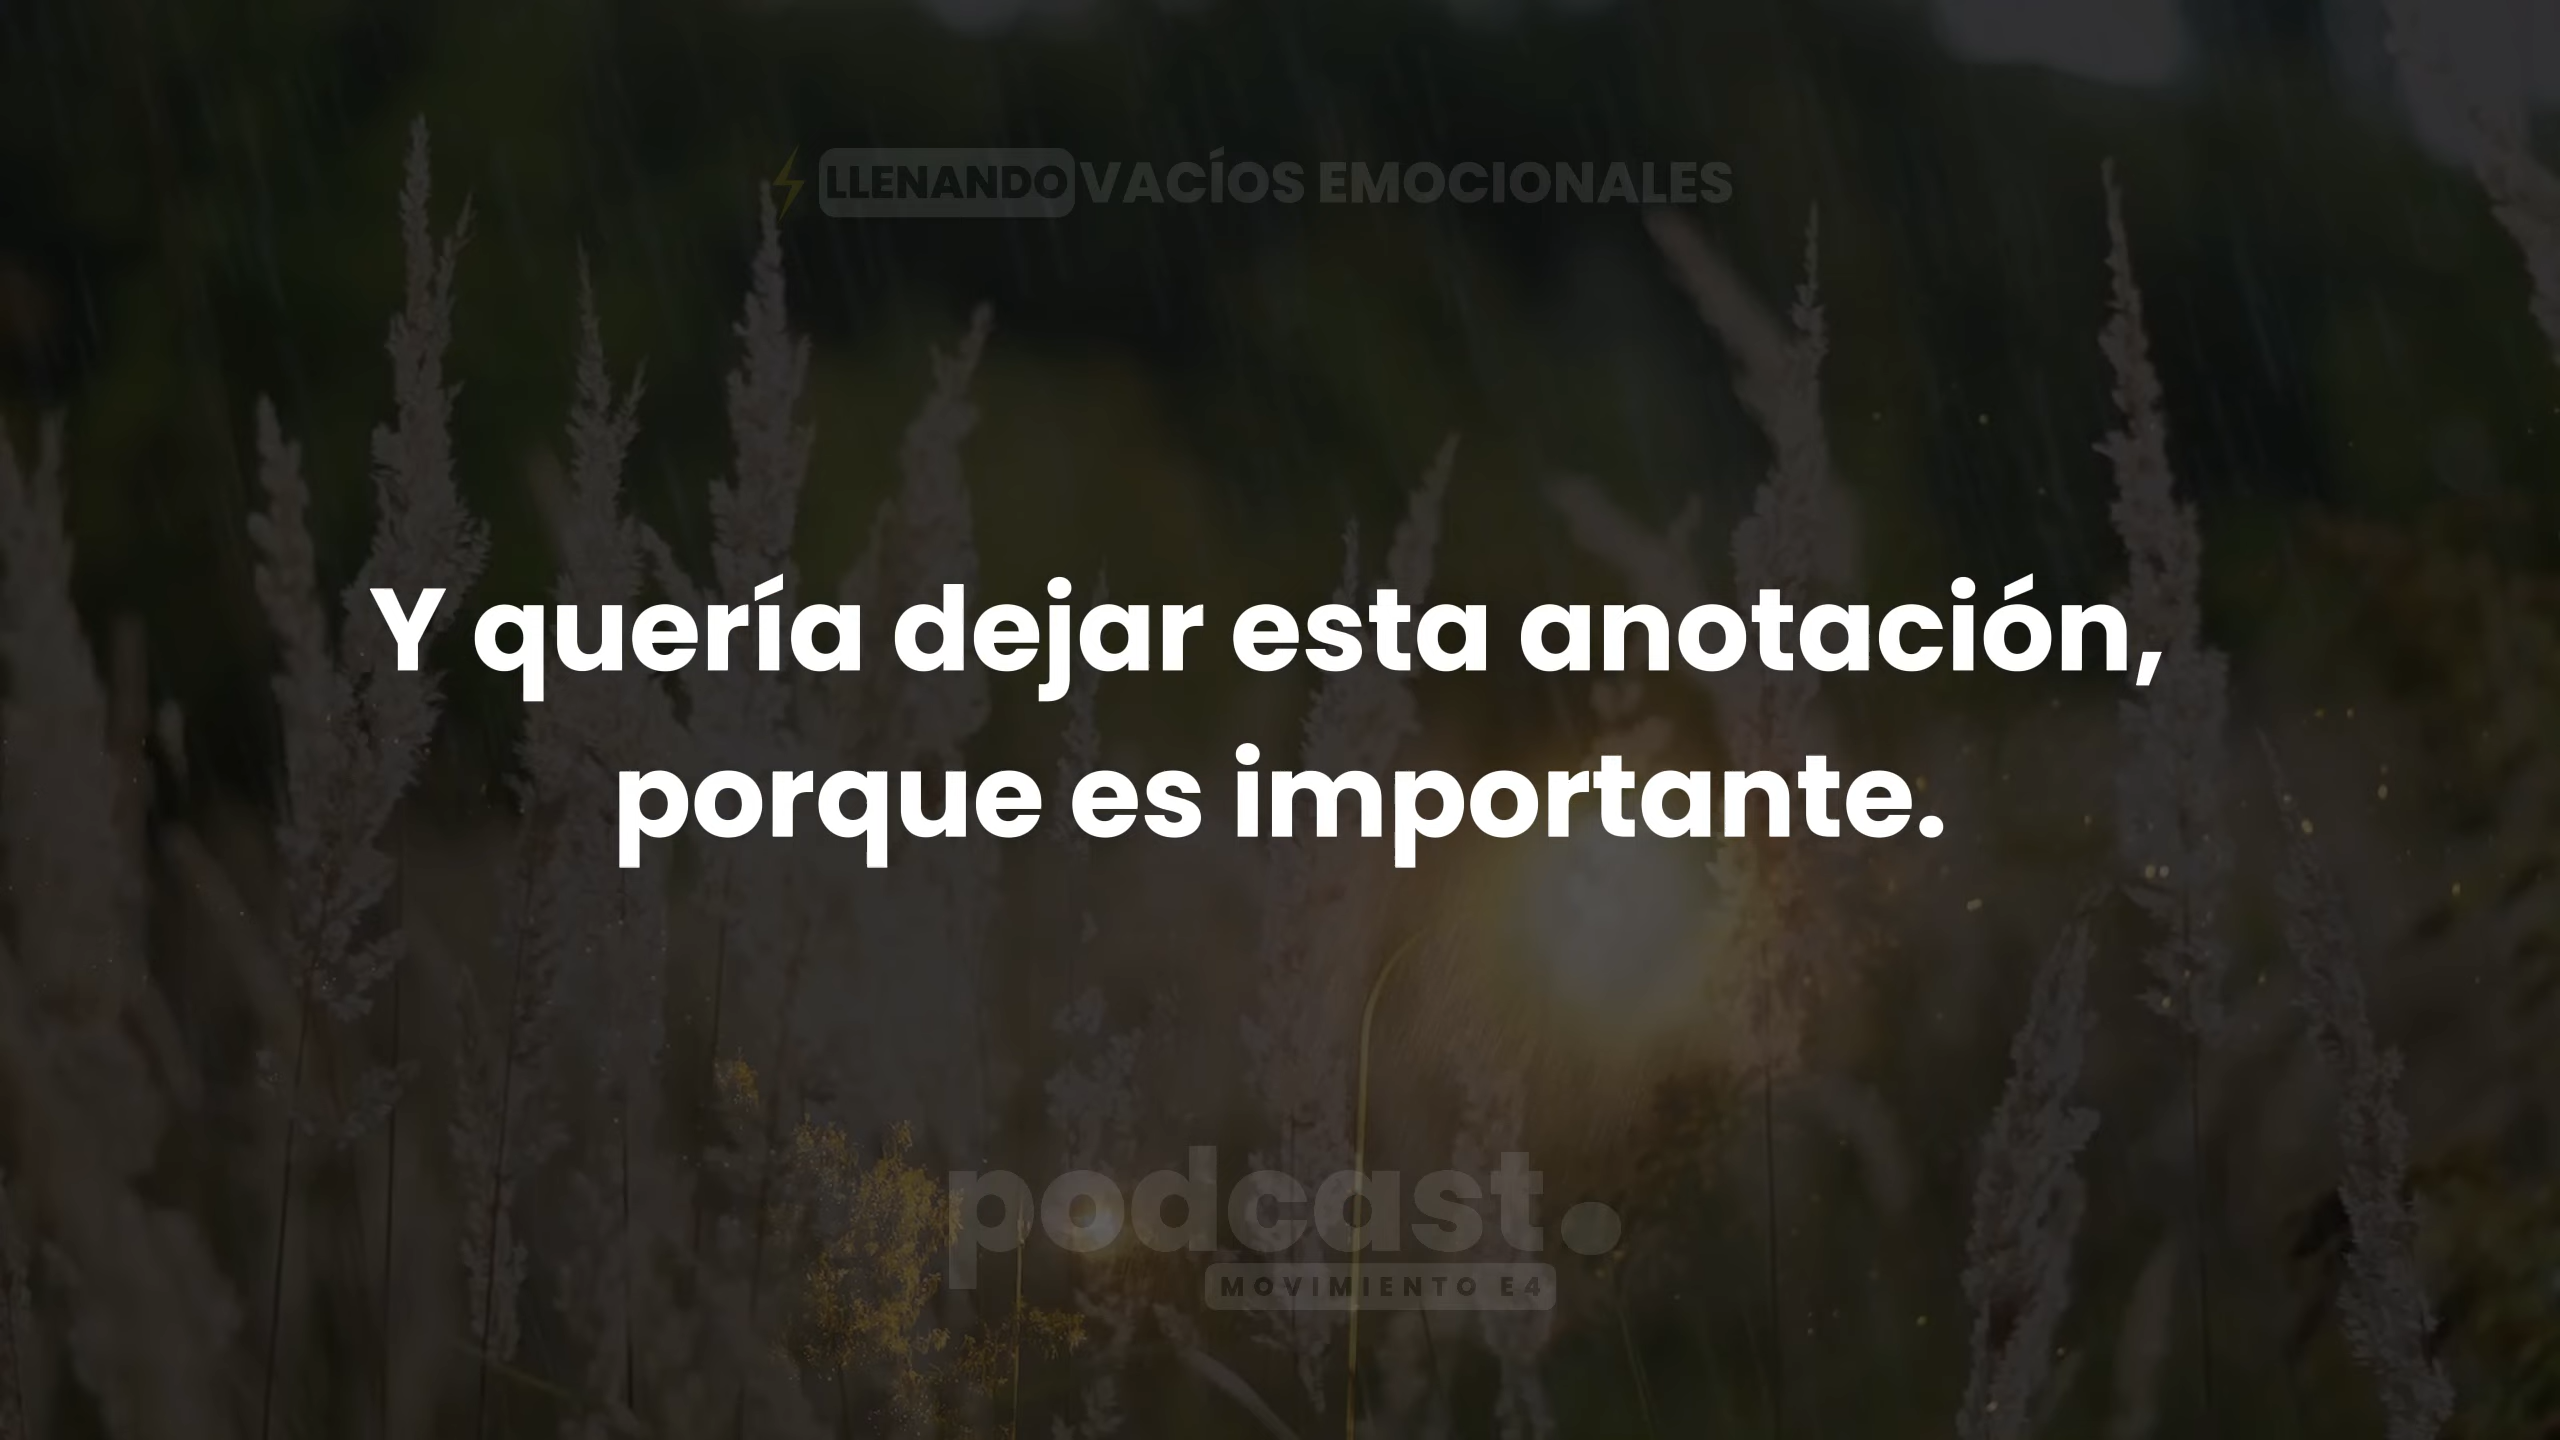 LLENANDO VACÍOS EMOCIONALES
Y quería dejar esta anotación,
porque es importante.
podcast.
MOVIMIENTO E4